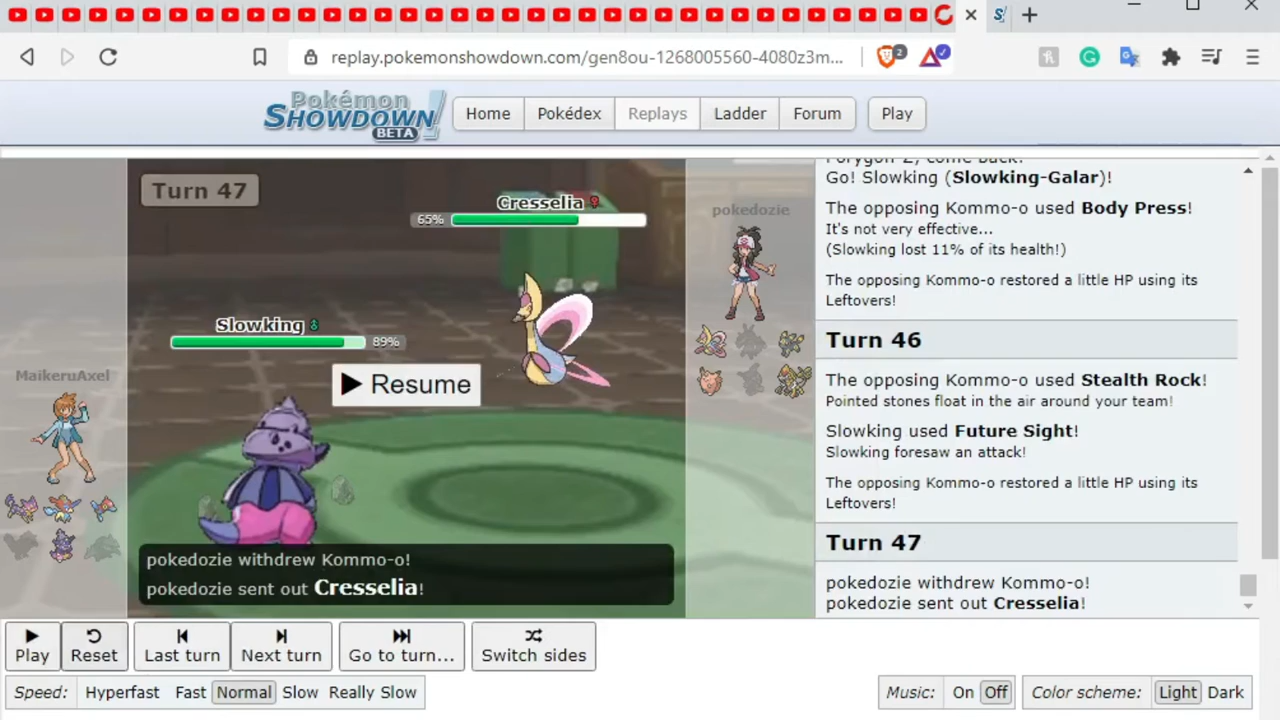 replay.pokemonshowdown.com/gen8ou-1268005560-4080z3m...
2
Pokémon
SHOWDOWN!
BETA
Home
Pokédex
Replays
Ladder
Forum
Play
Turn 47
Cresselia
65%
Slowking
89%
Resume
MaikeruAxel
pokedozie
pokedozie withdrew Kommo-o!
pokedozie sent out Cresselia!
Go! Slowking (Slowking-Galar)!
The opposing Kommo-o used Body Press!
It's not very effective...
(Slowking lost 11% of its health!)
The opposing Kommo-o restored a little HP using its
Leftovers!
Turn 46
The opposing Kommo-o used Stealth Rock!
Pointed stones float in the air around your team!
Slowking used Future Sight!
Slowking foresaw an attack!
The opposing Kommo-o restored a little HP using its
Leftovers!
Turn 47
pokedozie withdrew Kommo-o!
pokedozie sent out Cresselia!
Play
Reset
Last turn
Next turn
Go to turn...
Switch sides
Speed:
Hyperfast
Fast
Normal
Slow
Really Slow
Music:
On
Off
Color scheme:
Light
Dark